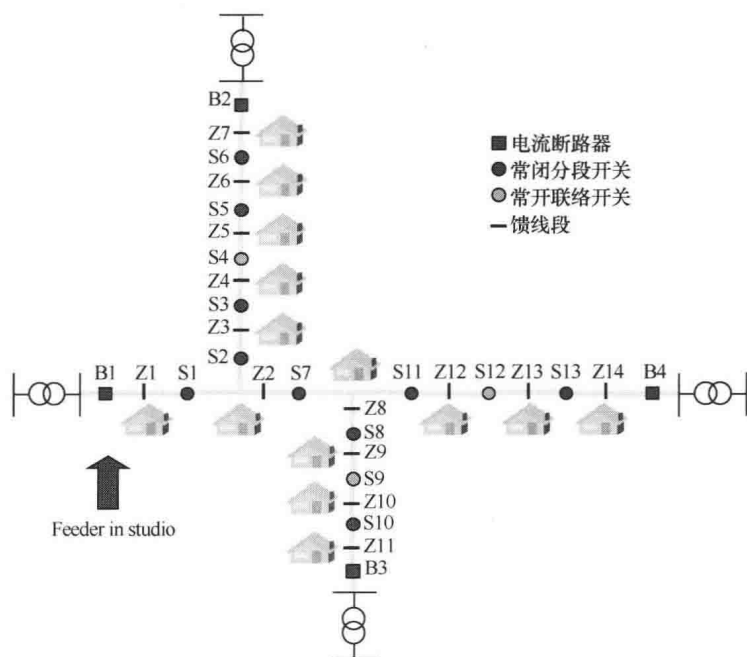 B2
Z7
S6
Z6
S5
Z5
S4
Z4
S3
Z3
S2
电流断路器
常闭分段开关
常开联络开关
馈线段
B1 Z1 S1 Z2 S7 S11 Z12 S12 Z13 S13 Z14 B4
Z8
S8
Z9
S9
Z10
S10
Z11
B3
Feeder in studio